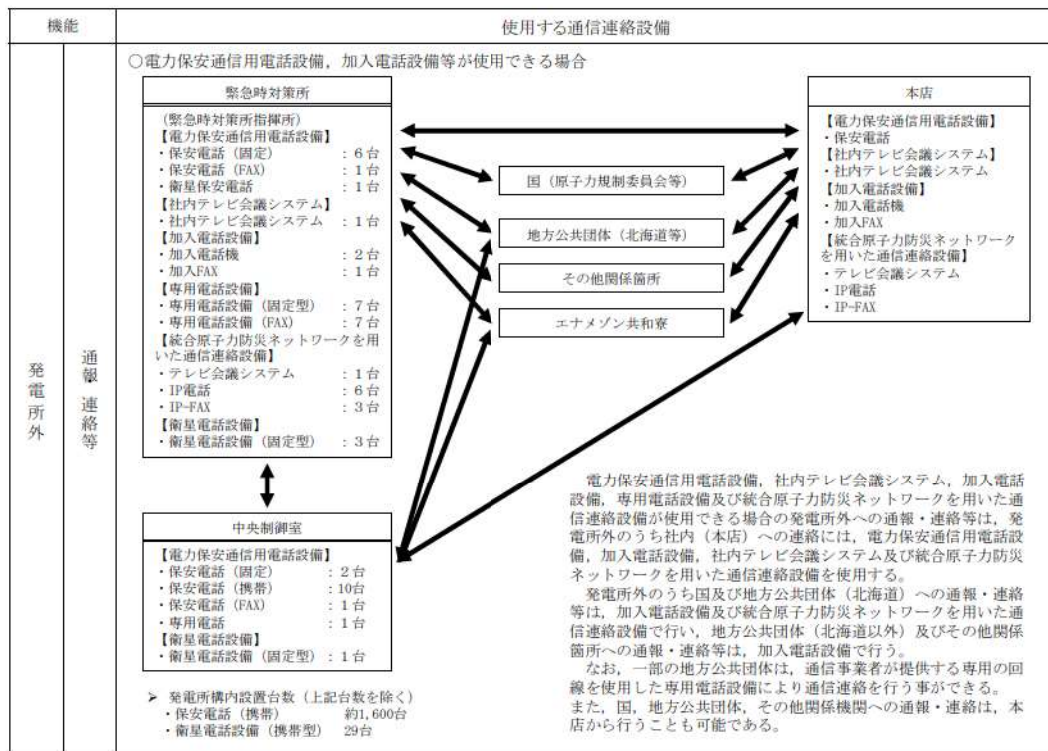 機能
使用する通信連絡設備
発電所外
通報・連絡等
○電力保安通信用電話設備，加入電話設備等が使用できる場合
緊急時対策所
(緊急時対策所指揮所)
【電力保安通信用電話設備】
・保安電話（固定） ：6台
・保安電話（FAX） ：1台
・衛星保安電話 ：1台
【社内テレビ会議システム】
・社内テレビ会議システム ：1台
【加入電話設備】
・加入電話機 ：2台
・加入FAX ：1台
【専用電話設備】
・専用電話設備（固定型）：7台
・専用電話設備（FAX） ：7台
【統合原子力防災ネットワークを用
いた通信連絡設備】
・テレビ会議システム ：1台
・IP電話 ：6台
・IP-FAX ：3台
【衛星電話設備】
・衛星電話設備（固定型）：3台
国（原子力規制委員会等）
地方公共団体（北海道等）
その他関係箇所
エナメゾン共和寮
本店
【電力保安通信用電話設備】
・保安電話
【社内テレビ会議システム】
・社内テレビ会議システム
【加入電話設備】
・加入電話機
・加入FAX
【統合原子力防災ネットワーク
を用いた通信連絡設備】
・テレビ会議システム
・IP電話
・IP-FAX
中央制御室
【電力保安通信用電話設備】
・保安電話（固定） ：2台
・保安電話（携帯） ：10台
・保安電話（FAX） ：1台
・専用電話 ：1台
【衛星電話設備】
・衛星電話設備（固定型）：1台
➢ 発電所構内設置台数（上記台数を除く）
・保安電話（携帯） 約1,600台
・衛星電話設備（携帯型） 29台
電力保安通信用電話設備，社内テレビ会議システム，加入電話
設備，専用電話設備及び統合原子力防災ネットワークを用いた通
信連絡設備が使用できる場合の発電所外への通報・連絡等は，発
電所外のうち社内（本店）への連絡には，電力保安通信用電話設
備，加入電話設備，社内テレビ会議システム及び統合原子力防災
ネットワークを用いた通信連絡設備を使用する。
発電所外のうち国及び地方公共団体（北海道）への通報・連絡
等は，加入電話設備及び統合原子力防災ネットワークを用いた通
信連絡設備で行い，地方公共団体（北海道以外）及びその他関係
箇所への通報・連絡等は，加入電話設備で行う。
なお，一部の地方公共団体は，通信事業者が提供する専用の回
線を使用した専用電話設備により通信連絡を行う事ができる。
また，国，地方公共団体，その他関係機関への通報・連絡は，本
店から行うことも可能である。